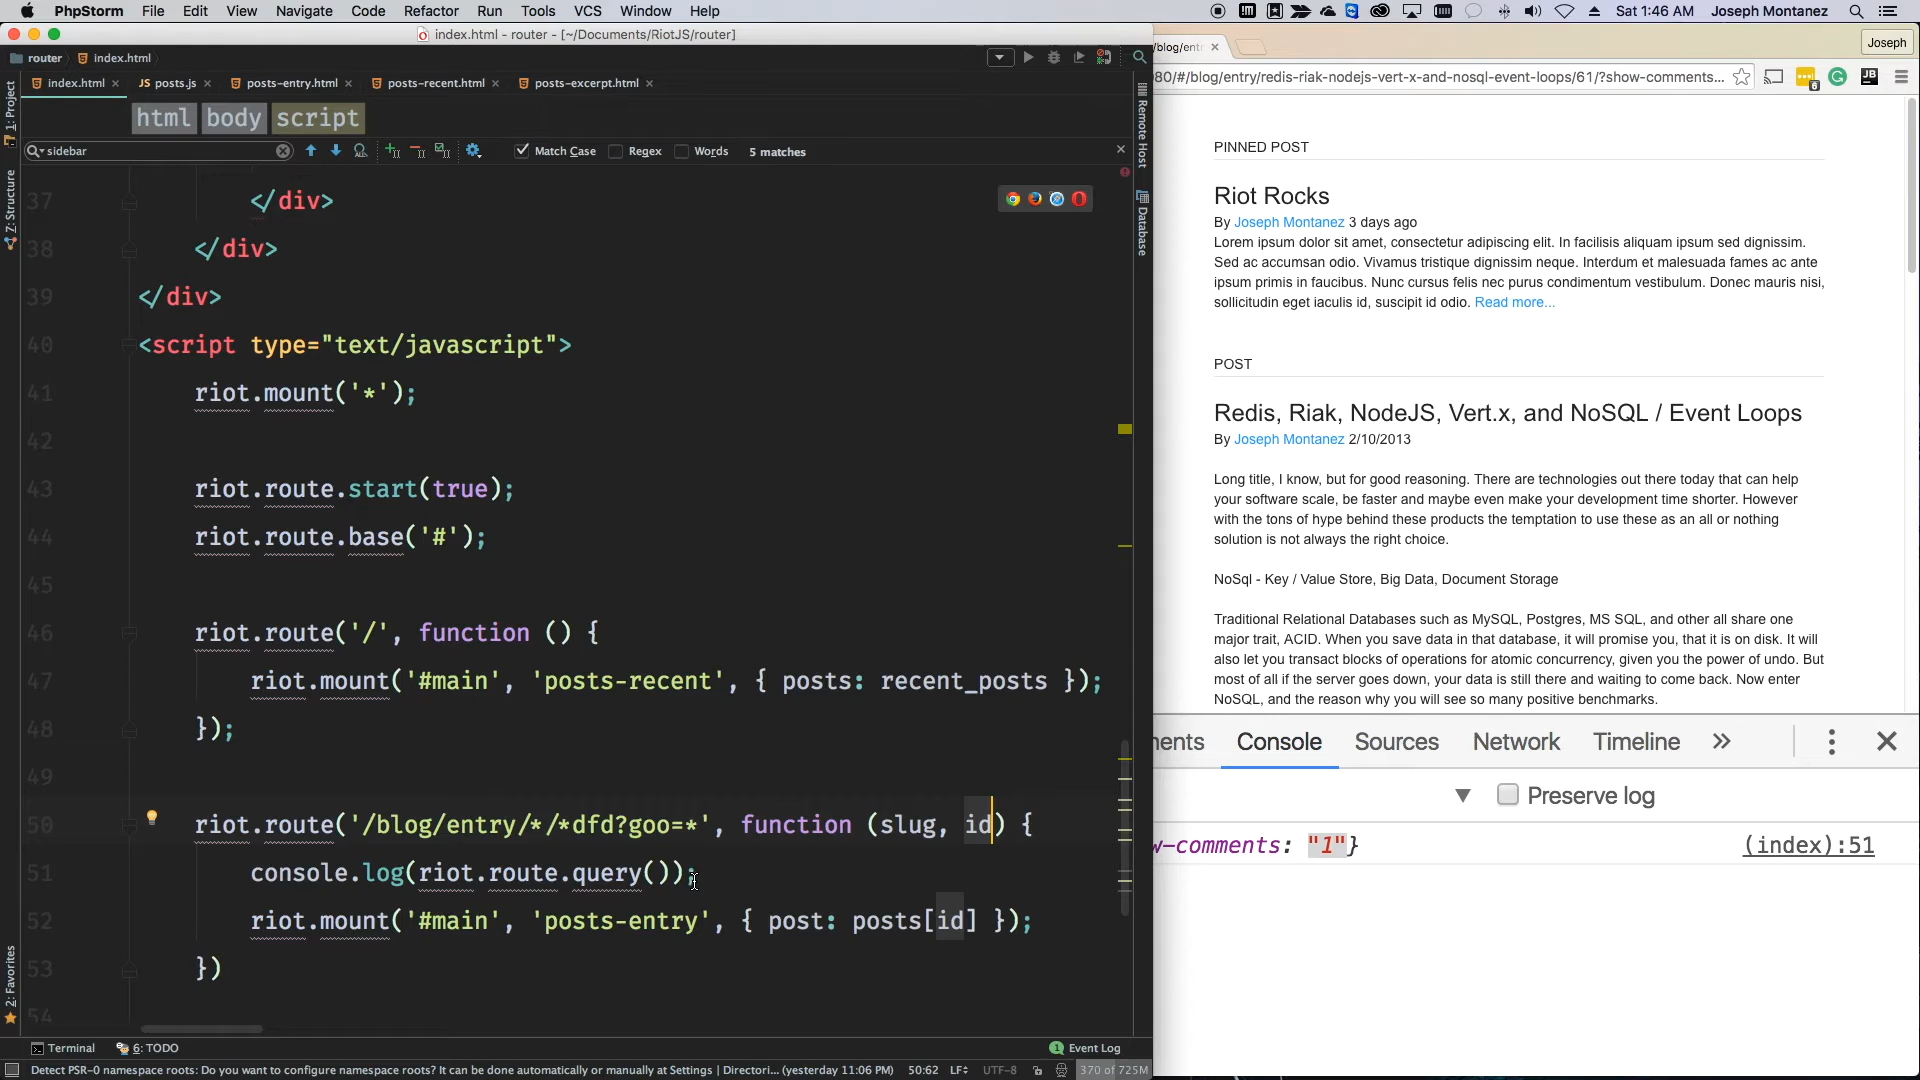 PhpStorm File Edit View Navigate Code Refactor Run Tools VCS Window Help Sat 1:46 AM Joseph Montanez
index.html - router - [~/Documents/RiotJS/router]
router index.html
index.html posts.js posts-entry.html posts-recent.html posts-excerpt.html
html body script
sidebar Match Case Regex Words 5 matches
1: Project
Z: Structure
2: Favorites
37 </div>
38 </div>
39 </div>
40 <script type="text/javascript">
41 riot.mount('*');
42
43 riot.route.start(true);
44 riot.route.base('#');
45
46 riot.route('/', function () {
47 riot.mount('#main', 'posts-recent', { posts: recent_posts });
48 });
49
50 riot.route('/blog/entry/*/*dfd?goo=*', function (slug, id) {
51 console.log(riot.route.query());
52 riot.mount('#main', 'posts-entry', { post: posts[id] });
53 })
54
Remote Host
Database
Terminal 6: TODO 1 Event Log
Detect PSR-0 namespace roots: Do you want to configure namespace roots? It can be done automatically or manually at Settings | Directori... (yesterday 11:06 PM) 50:62 LF UTF-8 370 of 725M
/blog/entr
Joseph
80/#/blog/entry/redis-riak-nodejs-vert-x-and-nosql-event-loops/61/?show-comments...
6 JB
PINNED POST
Riot Rocks
By Joseph Montanez 3 days ago
Lorem ipsum dolor sit amet, consectetur adipiscing elit. In facilisis aliquam ipsum sed dignissim.
Sed ac accumsan odio. Vivamus tristique dignissim neque. Interdum et malesuada fames ac ante
ipsum primis in faucibus. Nunc cursus felis nec purus condimentum vestibulum. Donec mauris nisi,
sollicitudin eget iaculis id, suscipit id odio. Read more...
POST
Redis, Riak, NodeJS, Vert.x, and NoSQL / Event Loops
By Joseph Montanez 2/10/2013
Long title, I know, but for good reasoning. There are technologies out there today that can help
your software scale, be faster and maybe even make your development time shorter. However
with the tons of hype behind these products the temptation to use these as an all or nothing
solution is not always the right choice.
NoSql - Key / Value Store, Big Data, Document Storage
Traditional Relational Databases such as MySQL, Postgres, MS SQL, and other all share one
major trait, ACID. When you save data in that database, it will promise you, that it is on disk. It will
also let you transact blocks of operations for atomic concurrency, given you the power of undo. But
most of all if the server goes down, your data is still there and waiting to come back. Now enter
NoSQL, and the reason why you will see so many positive benchmarks.
nents Console Sources Network Timeline »
Preserve log
w-comments: "1"} (index):51